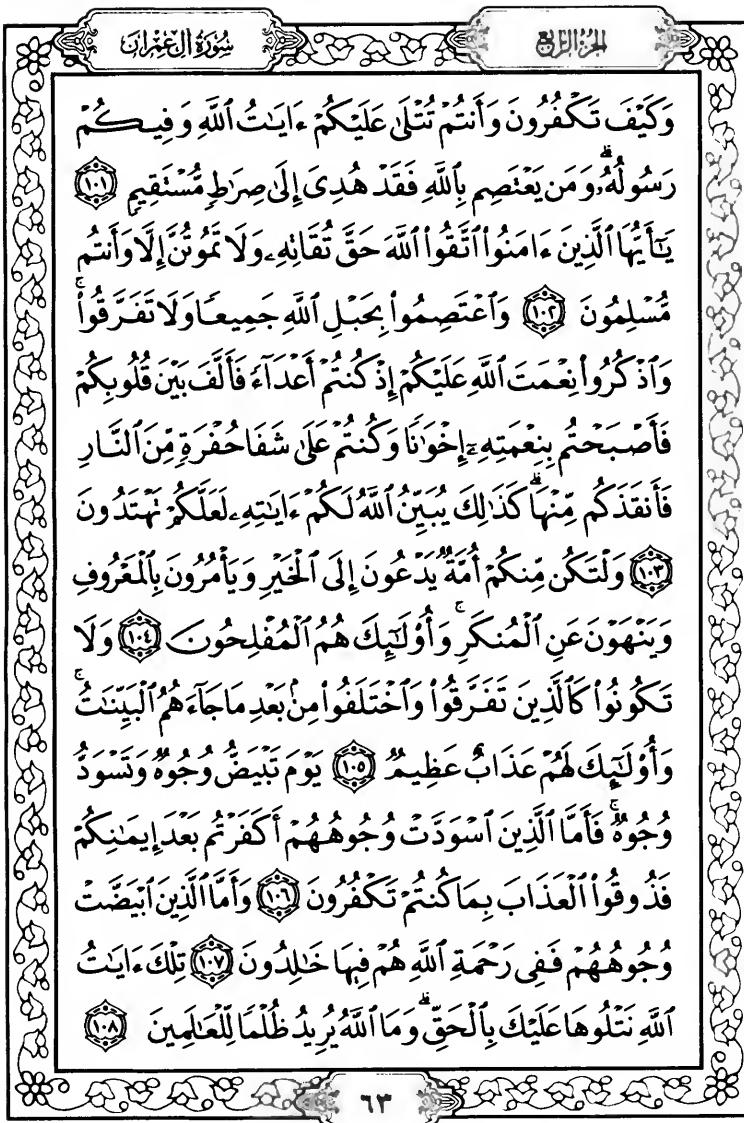 سُورَةُ آلِ عِمْرَان
الجُزْءُ الرَّابِعُ
وَكَيْفَ تَكْفُرُونَ وَأَنتُمْ تُتْلَىٰ عَلَيْكُمْ ءَايَٰتُ ٱللَّهِ وَفِيكُمْ
رَسُولُهُۥۗ وَمَن يَعْتَصِم بِٱللَّهِ فَقَدْ هُدِىَ إِلَىٰ صِرَٰطٍ مُّسْتَقِيمٍ ١٠١
يَٰٓأَيُّهَا ٱلَّذِينَ ءَامَنُوا۟ ٱتَّقُوا۟ ٱللَّهَ حَقَّ تُقَاتِهِۦ وَلَا تَمُوتُنَّ إِلَّا وَأَنتُم
مُّسْلِمُونَ ١٠٢ وَٱعْتَصِمُوا۟ بِحَبْلِ ٱللَّهِ جَمِيعًا وَلَا تَفَرَّقُوا۟ۚ
وَٱذْكُرُوا۟ نِعْمَتَ ٱللَّهِ عَلَيْكُمْ إِذْ كُنتُمْ أَعْدَآءً فَأَلَّفَ بَيْنَ قُلُوبِكُمْ
فَأَصْبَحْتُم بِنِعْمَتِهِۦٓ إِخْوَٰنًا وَكُنتُمْ عَلَىٰ شَفَا حُفْرَةٍ مِّنَ ٱلنَّارِ
فَأَنقَذَكُم مِّنْهَاۗ كَذَٰلِكَ يُبَيِّنُ ٱللَّهُ لَكُمْ ءَايَٰتِهِۦ لَعَلَّكُمْ تَهْتَدُونَ
١٠٣ وَلْتَكُن مِّنكُمْ أُمَّةٌ يَدْعُونَ إِلَى ٱلْخَيْرِ وَيَأْمُرُونَ بِٱلْمَعْرُوفِ
وَيَنْهَوْنَ عَنِ ٱلْمُنكَرِۚ وَأُو۟لَٰٓئِكَ هُمُ ٱلْمُفْلِحُونَ ١٠٤ وَلَا
تَكُونُوا۟ كَٱلَّذِينَ تَفَرَّقُوا۟ وَٱخْتَلَفُوا۟ مِنۢ بَعْدِ مَا جَآءَهُمُ ٱلْبَيِّنَٰتُۚ
وَأُو۟لَٰٓئِكَ لَهُمْ عَذَابٌ عَظِيمٌ ١٠٥ يَوْمَ تَبْيَضُّ وُجُوهٌ وَتَسْوَدُّ
وُجُوهٌۚ فَأَمَّا ٱلَّذِينَ ٱسْوَدَّتْ وُجُوهُهُمْ أَكَفَرْتُم بَعْدَ إِيمَٰنِكُمْ
فَذُوقُوا۟ ٱلْعَذَابَ بِمَا كُنتُمْ تَكْفُرُونَ ١٠٦ وَأَمَّا ٱلَّذِينَ ٱبْيَضَّتْ
وُجُوهُهُمْ فَفِى رَحْمَةِ ٱللَّهِ هُمْ فِيهَا خَٰلِدُونَ ١٠٧ تِلْكَ ءَايَٰتُ
ٱللَّهِ نَتْلُوهَا عَلَيْكَ بِٱلْحَقِّۗ وَمَا ٱللَّهُ يُرِيدُ ظُلْمًا لِّلْعَٰلَمِينَ ١٠٨
٦٣